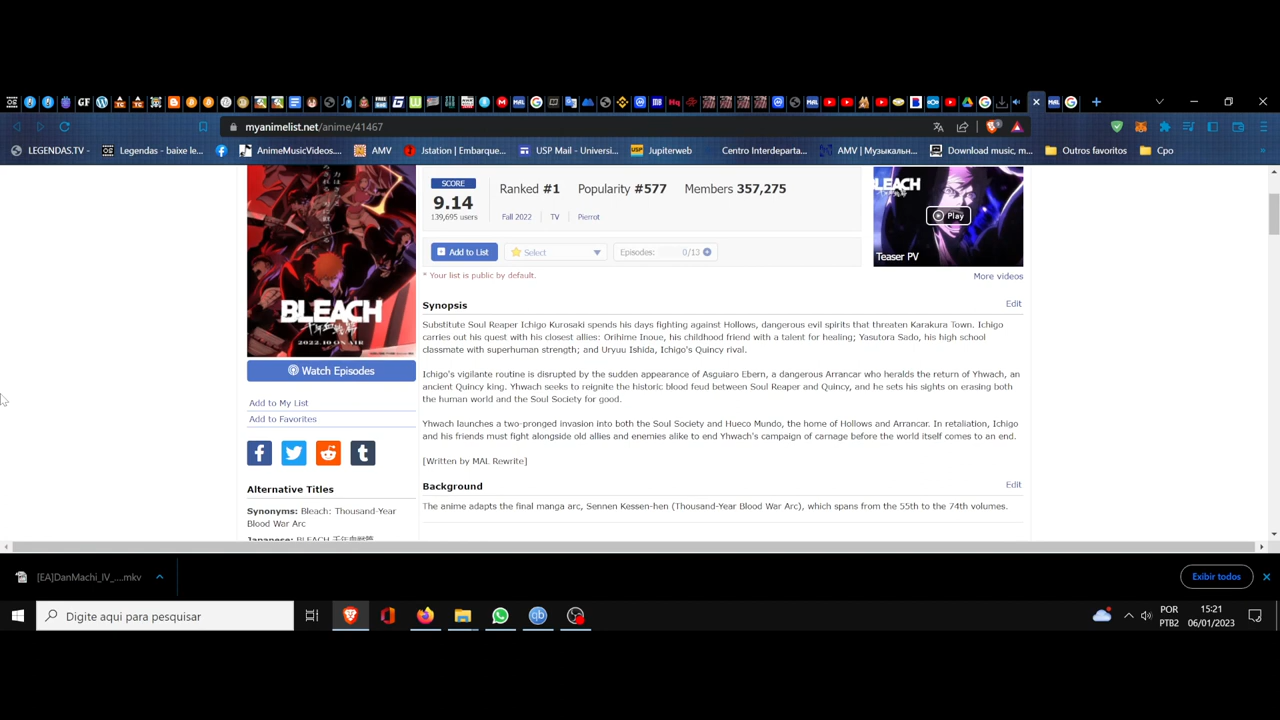 myanimelist.net/anime/41467
LEGENDAS.TV -
Legendas - baixe le...
AnimeMusicVideos....
AMV
Jstation | Embarque...
USP Mail - Universi...
Jupiterweb
Centro Interdeparta...
AMV | Музыкальн...
Download music, m...
Outros favoritos
Cpo
BLEACH
2022.10 ON AIR
Watch Episodes
Add to My List
Add to Favorites
Alternative Titles
Synonyms: Bleach: Thousand-Year
Blood War Arc
Japanese: BLEACH 千年血戦篇
SCORE
9.14
139,695 users
Ranked #1 Popularity #577 Members 357,275
Fall 2022 TV Pierrot
Add to List
Select
Episodes: 0/13
* Your list is public by default.
BLEACH
Play
Teaser PV
More videos
Synopsis
Edit
Substitute Soul Reaper Ichigo Kurosaki spends his days fighting against Hollows, dangerous evil spirits that threaten Karakura Town. Ichigo
carries out his quest with his closest allies: Orihime Inoue, his childhood friend with a talent for healing; Yasutora Sado, his high school
classmate with superhuman strength; and Uryuu Ishida, Ichigo's Quincy rival.
Ichigo's vigilante routine is disrupted by the sudden appearance of Asguiaro Ebern, a dangerous Arrancar who heralds the return of Yhwach, an
ancient Quincy king. Yhwach seeks to reignite the historic blood feud between Soul Reaper and Quincy, and he sets his sights on erasing both
the human world and the Soul Society for good.
Yhwach launches a two-pronged invasion into both the Soul Society and Hueco Mundo, the home of Hollows and Arrancar. In retaliation, Ichigo
and his friends must fight alongside old allies and enemies alike to end Yhwach's campaign of carnage before the world itself comes to an end.
[Written by MAL Rewrite]
Background
Edit
The anime adapts the final manga arc, Sennen Kessen-hen (Thousand-Year Blood War Arc), which spans from the 55th to the 74th volumes.
[EA]DanMachi_IV_....mkv
Exibir todos
Digite aqui para pesquisar
POR
PTB2
15:21
06/01/2023